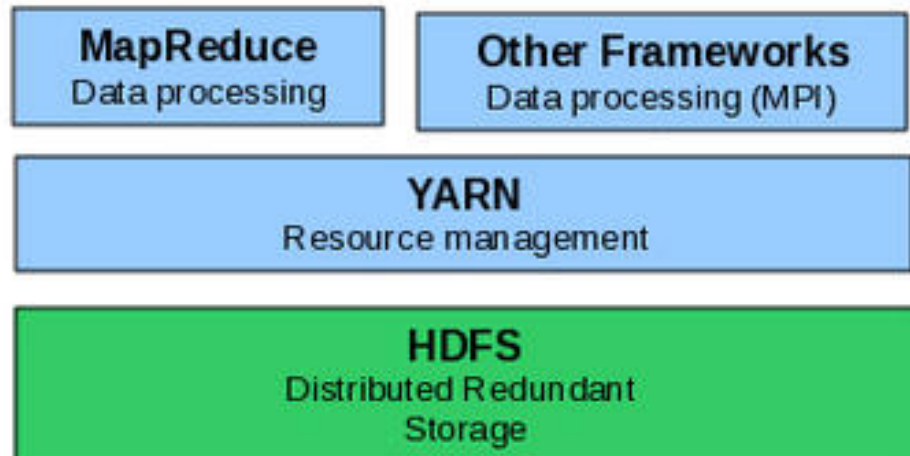 MapReduce
Data processing
Other Frameworks
Data processing (MPI)
YARN
Resource management
HDFS
Distributed Redundant
Storage